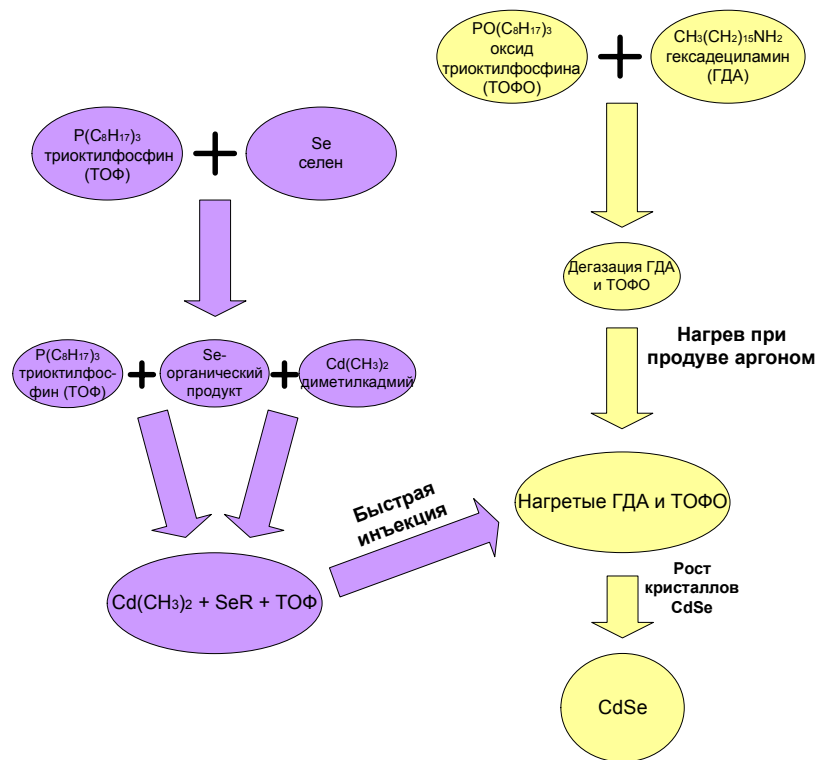 PO(C8H17)3
оксид
триоктилфосфина
(ТОФО)
+
CH3(CH2)15NH2
гексадециламин
(ГДА)
P(C8H17)3
триоктилфосфин
(ТОФ)
+
Se
селен
Дегазация ГДА
и ТОФО
Нагрев при
продуве аргоном
P(C8H17)3
триоктилфос-
фин (ТОФ)
+
Se-
органический
продукт
+
Cd(CH3)2
диметилкадмий
Быстрая
инъекция
Нагретые ГДА и ТОФО
Cd(CH3)2 + SeR + ТОФ
Рост
кристаллов
CdSe
CdSe